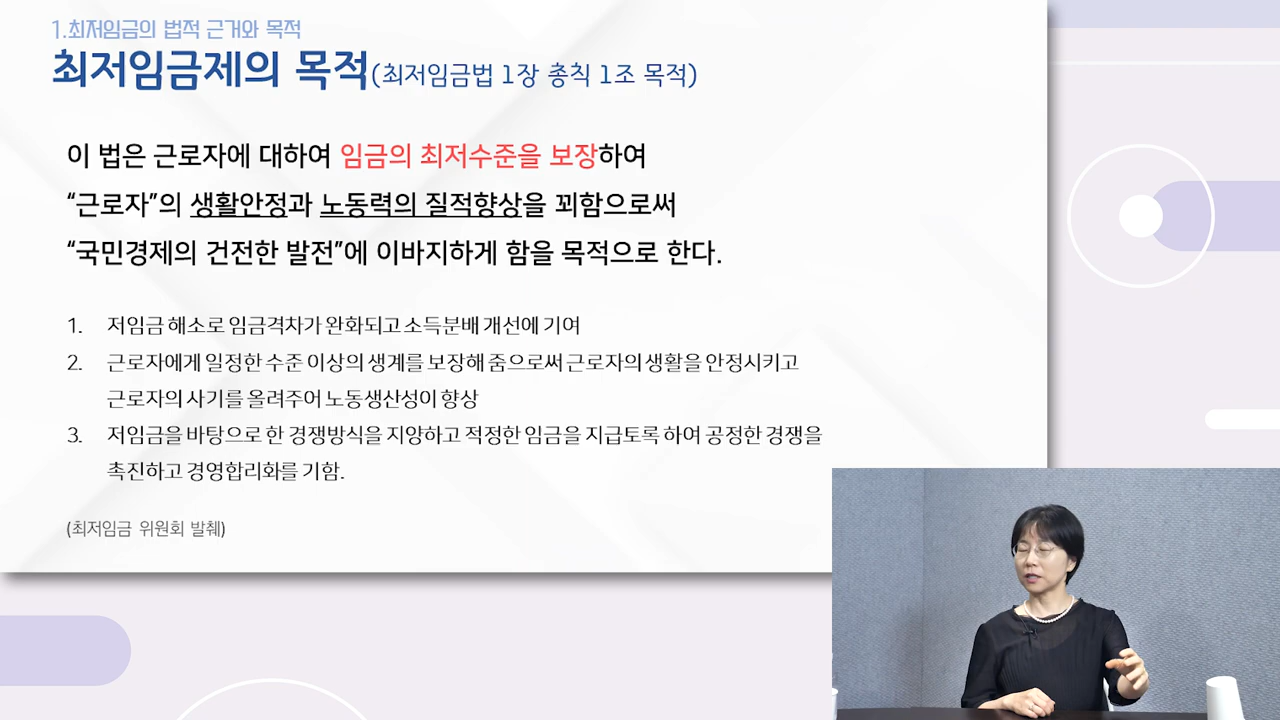 1.최저임금의 법적 근거와 목적
최저임금제의 목적(최저임금법 1장 총칙 1조 목적)
이 법은 근로자에 대하여 임금의 최저수준을 보장하여
“근로자”의 생활안정과 노동력의 질적향상을 꾀함으로써
“국민경제의 건전한 발전”에 이바지하게 함을 목적으로 한다.
1. 저임금 해소로 임금격차가 완화되고 소득분배 개선에 기여
2. 근로자에게 일정한 수준 이상의 생계를 보장해 줌으로써 근로자의 생활을 안정시키고
근로자의 사기를 올려주어 노동생산성이 향상
3. 저임금을 바탕으로 한 경쟁방식을 지양하고 적정한 임금을 지급토록 하여 공정한 경쟁을
촉진하고 경영합리화를 기함.
(최저임금 위원회 발췌)